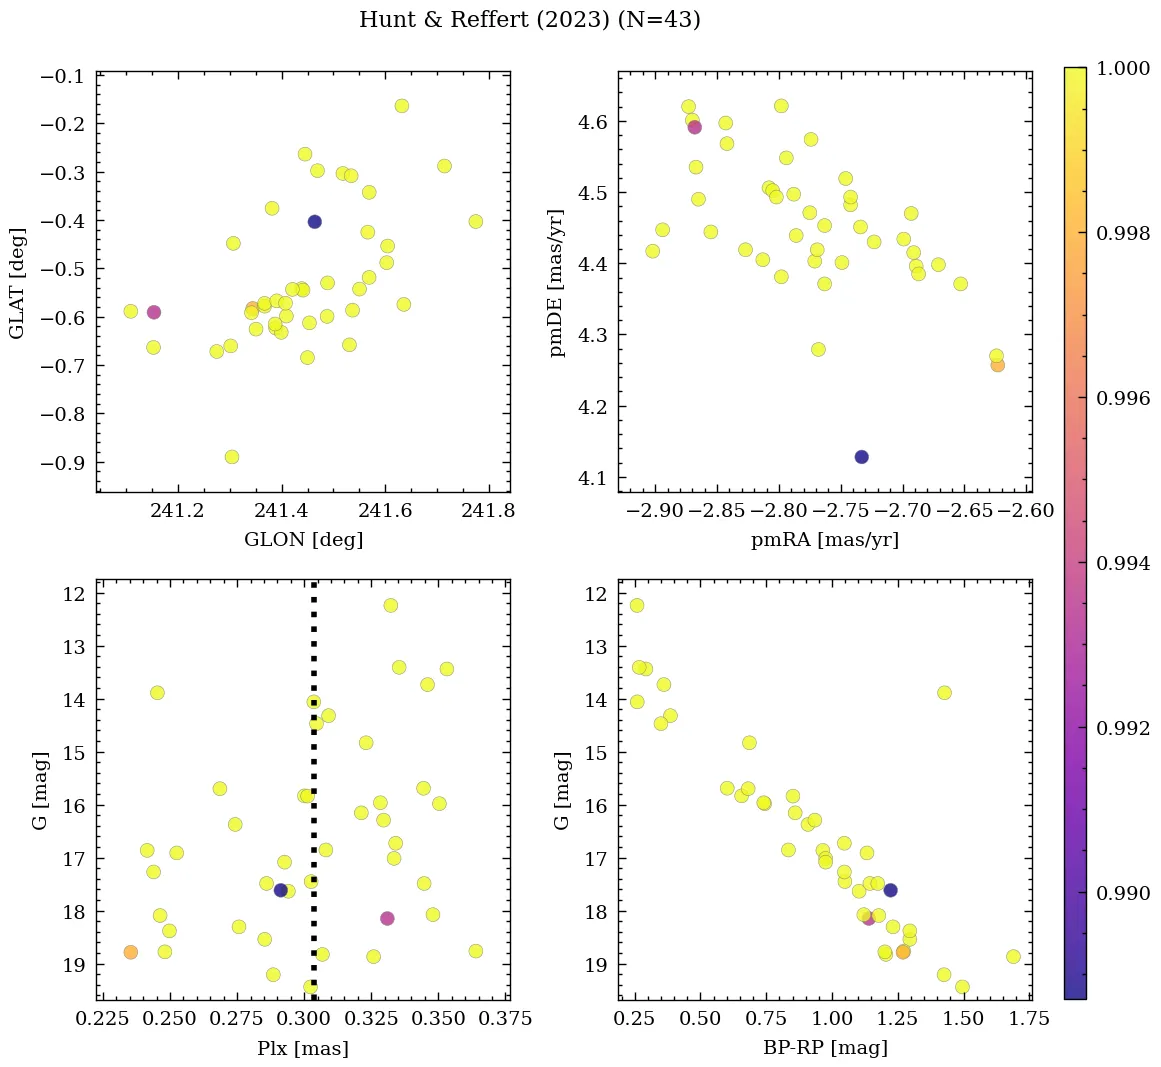 Hunt & Reffert (2023) (N=43)
−0.1
−0.2
−0.3
−0.4
−0.5
−0.6
−0.7
−0.8
−0.9
GLAT [deg]
241.2 241.4 241.6 241.8
GLON [deg]
4.6
4.5
4.4
4.3
4.2
4.1
pmDE [mas/yr]
−2.90 −2.85 −2.80 −2.75 −2.70 −2.65 −2.60
pmRA [mas/yr]
12
13
14
15
16
17
18
19
G [mag]
0.225 0.250 0.275 0.300 0.325 0.350 0.375
Plx [mas]
12
13
14
15
16
17
18
19
G [mag]
0.25 0.50 0.75 1.00 1.25 1.50 1.75
BP-RP [mag]
1.000
0.998
0.996
0.994
0.992
0.990